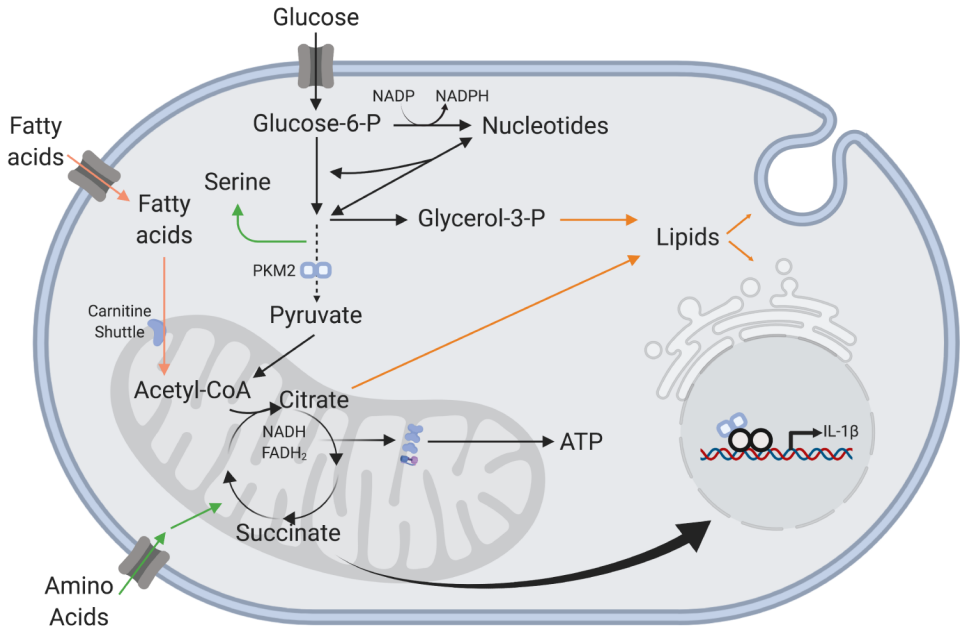 Glucose
NADP
NADPH
Glucose-6-P
Nucleotides
Fatty
acids
Serine
Fatty
acids
Glycerol-3-P
Lipids
PKM2
Carnitine
Shuttle
Pyruvate
Acetyl-CoA
Citrate
NADH
FADH₂
ATP
IL-1β
Succinate
Amino
Acids